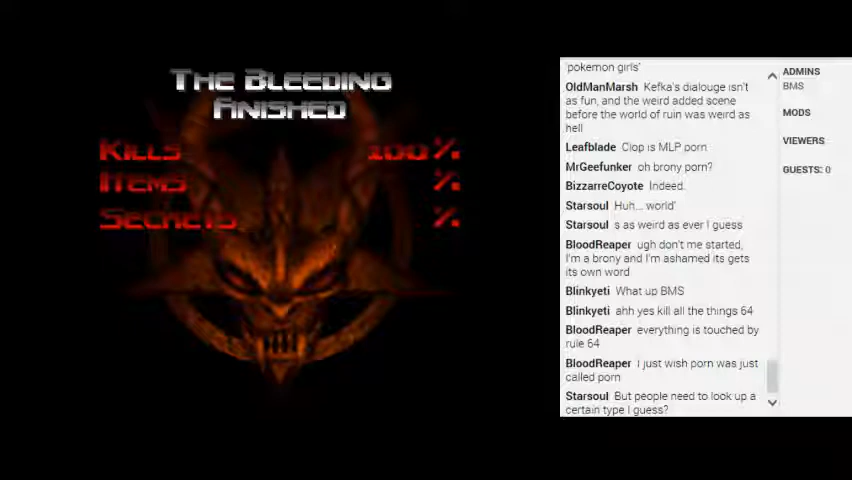 The Bleeding
Finished
Kills 100%
Items %
Secrets %
'pokemon girls'
OldManMarsh Kefka's dialouge isn't
as fun, and the weird added scene
before the world of ruin was weird as
hell
Leafblade Clop is MLP porn
MrGeefunker oh brony porn?
BizzarreCoyote Indeed.
Starsoul Huh... world'
Starsoul s as weird as ever I guess
BloodReaper ugh don't me started,
I'm a brony and I'm ashamed its gets
its own word
Blinkyeti What up BMS
Blinkyeti ahh yes kill all the things 64
BloodReaper everything is touched by
rule 64
BloodReaper I just wish porn was just
called porn
Starsoul But people need to look up a
certain type I guess?
ADMINS
BMS
MODS
VIEWERS
GUESTS: 0